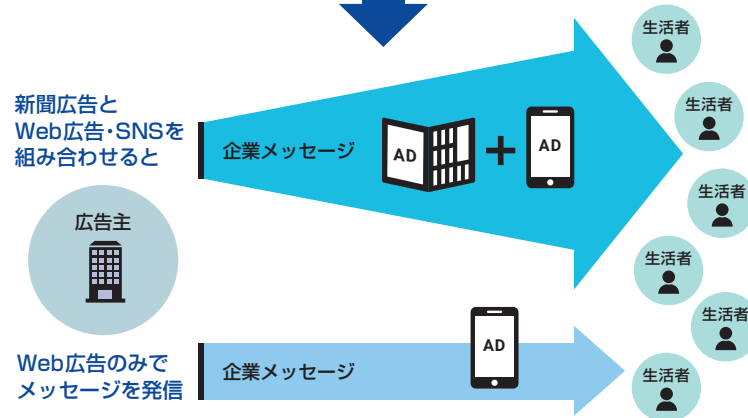 新聞広告と
Web広告・SNSを
組み合わせると
企業メッセージ
AD
AD
広告主
Web広告のみで
メッセージを発信
企業メッセージ
AD
生活者
生活者
生活者
生活者
生活者
生活者